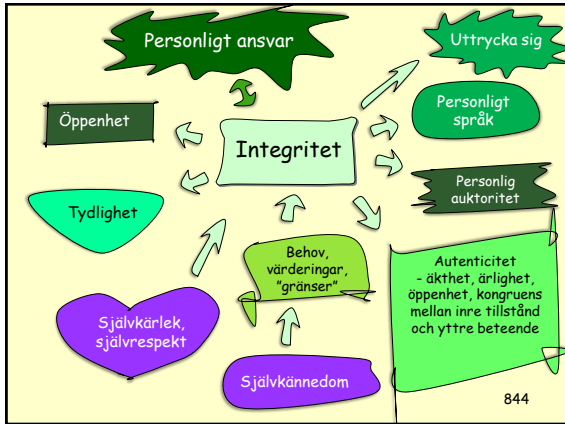 Personligt ansvar
Uttrycka sig
Öppenhet
Personligt
språk
Integritet
Personlig
auktoritet
Tydlighet
Behov,
värderingar,
"gränser"
Autenticitet
- äkthet, ärlighet,
öppenhet, kongruens
mellan inre tillstånd
och yttre beteende
Självkärlek,
självrespekt
Självkännedom
844